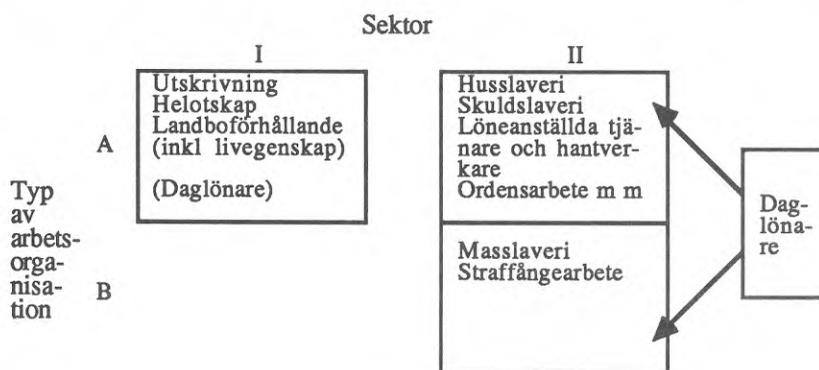 Sektor
I
II
Utskrivning
Helotskap
Landboförhållande
(inkl livegenskap)
(Daglönare)
Husslaveri
Skuldslaveri
Löneanställda tjä-
nare och hantver-
kare
Ordensarbete m m
A
Typ
av
arbets-
orga-
nisa-
tion
B
Masslaveri
Straffångearbete
Dag-
löna-
re